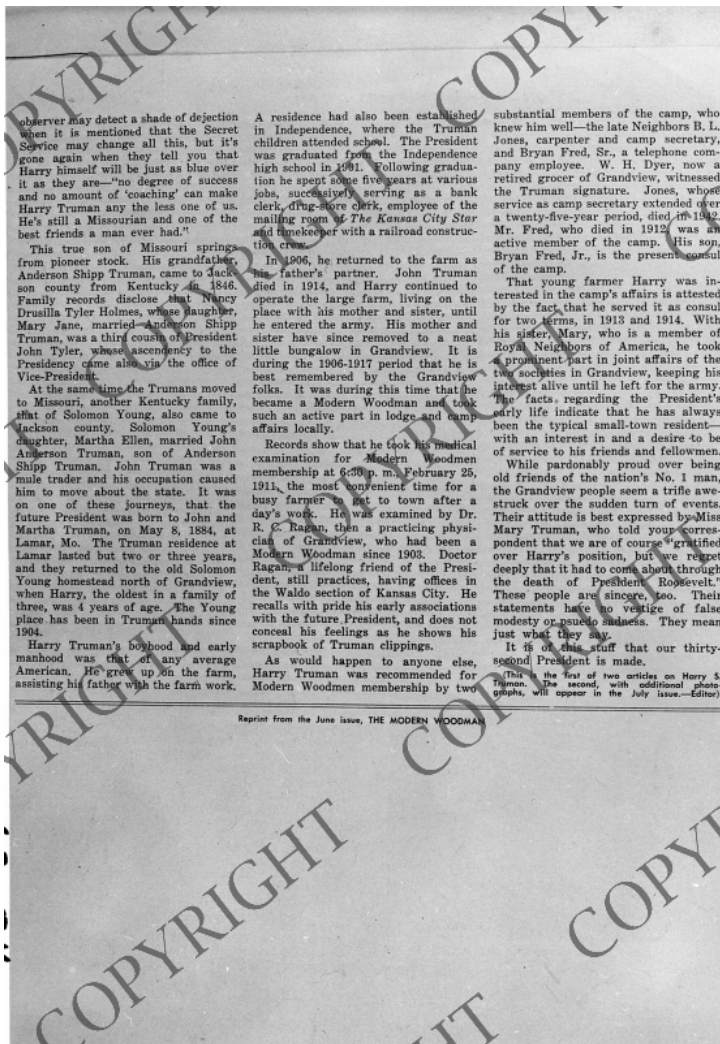 observer may detect a shade of dejection
when it is mentioned that the Secret
Service may change all this, but it's
gone again when they tell you that
Harry himself will be just as blue over
it as they are—"no degree of success
and no amount of 'coaching' can make
Harry Truman any the less one of us.
He's still a Missourian and one of the
best friends a man ever had."
This true son of Missouri springs
from pioneer stock. His grandfather,
Anderson Shipp Truman, came to Jack-
son county from Kentucky in 1846.
Family records disclose that Nancy
Drusilla Tyler Holmes, whose daughter,
Mary Jane, married Anderson Shipp
Truman, was a third cousin of President
John Tyler, whose ascendency to the
Presidency came also via the office of
Vice-President.
At the same time the Trumans moved
to Missouri, another Kentucky family,
that of Solomon Young, also came to
Jackson county. Solomon Young's
daughter, Martha Ellen, married John
Anderson Truman, son of Anderson
Shipp Truman. John Truman was a
mule trader and his occupation caused
him to move about the state. It was
on one of these journeys, that the
future President was born to John and
Martha Truman, on May 8, 1884, at
Lamar, Mo. The Truman residence at
Lamar lasted but two or three years,
and they returned to the old Solomon
Young homestead north of Grandview,
when Harry, the oldest in a family of
three, was 4 years of age. The Young
place has been in Truman hands since
1904.
Harry Truman's boyhood and early
manhood was that of any average
American. He grew up on the farm,
assisting his father with the farm work.
A residence had also been established
in Independence, where the Truman
children attended school. The President
was graduated from the Independence
high school in 1901. Following gradua-
tion he spent some five years at various
jobs, successively serving as a bank
clerk, drug-store clerk, employee of the
mailing room of The Kansas City Star
and timekeeper with a railroad construc-
tion crew.
In 1906, he returned to the farm as
his father's partner. John Truman
died in 1914, and Harry continued to
operate the large farm, living on the
place with his mother and sister, until
he entered the army. His mother and
sister have since removed to a neat
little bungalow in Grandview. It is
during the 1906-1917 period that he is
best remembered by the Grandview
folks. It was during this time that he
became a Modern Woodman and took
such an active part in lodge and camp
affairs locally.
Records show that he took his medical
examination for Modern Woodmen
membership at 6:30 p. m. February 25,
1911, the most convenient time for a
busy farmer to get to town after a
day's work. He was examined by Dr.
R. C. Ragan, then a practicing physi-
cian of Grandview, who had been a
Modern Woodman since 1903. Doctor
Ragan, a lifelong friend of the Presi-
dent, still practices, having offices in
the Waldo section of Kansas City. He
recalls with pride his early associations
with the future President, and does not
conceal his feelings as he shows his
scrapbook of Truman clippings.
As would happen to anyone else,
Harry Truman was recommended for
Modern Woodmen membership by two
substantial members of the camp, who
knew him well—the late Neighbors B. L.
Jones, carpenter and camp secretary,
and Bryan Fred, Sr., a telephone com-
pany employee. W. H. Dyer, now a
retired grocer of Grandview, witnessed
the Truman signature. Jones, whose
service as camp secretary extended over
a twenty-five-year period, died in 1942.
Mr. Fred, who died in 1912, was an
active member of the camp. His son,
Bryan Fred, Jr., is the present consul
of the camp.
That young farmer Harry was in-
terested in the camp's affairs is attested
by the fact that he served it as consul
for two terms, in 1913 and 1914. With
his sister, Mary, who is a member of
Royal Neighbors of America, he took
a prominent part in joint affairs of the
two societies in Grandview, keeping his
interest alive until he left for the army.
The facts regarding the President's
early life indicate that he has always
been the typical small-town resident—
with an interest in and a desire to be
of service to his friends and fellowmen.
While pardonably proud over being
old friends of the nation's No. 1 man,
the Grandview people seem a trifle awe-
struck over the sudden turn of events.
Their attitude is best expressed by Miss
Mary Truman, who told your corres-
pondent that we are of course "gratified
over Harry's position, but we regret
deeply that it had to come about through
the death of President Roosevelt."
These people are sincere, too. Their
statements have no vestige of false
modesty or psuedo sadness. They mean
just what they say.
It is of this stuff that our thirty-
second President is made.
(This is the first of two articles on Harry S.
Truman. The second, with additional photo-
graphs, will appear in the July issue.—Editor)
Reprint from the June issue, THE MODERN WOODMAN
COPYRIGHT
COPYRIGHT
COPYRIGHT
COPYRIGHT
COPYRIGHT
COPYRIGHT
COPYRIGHT